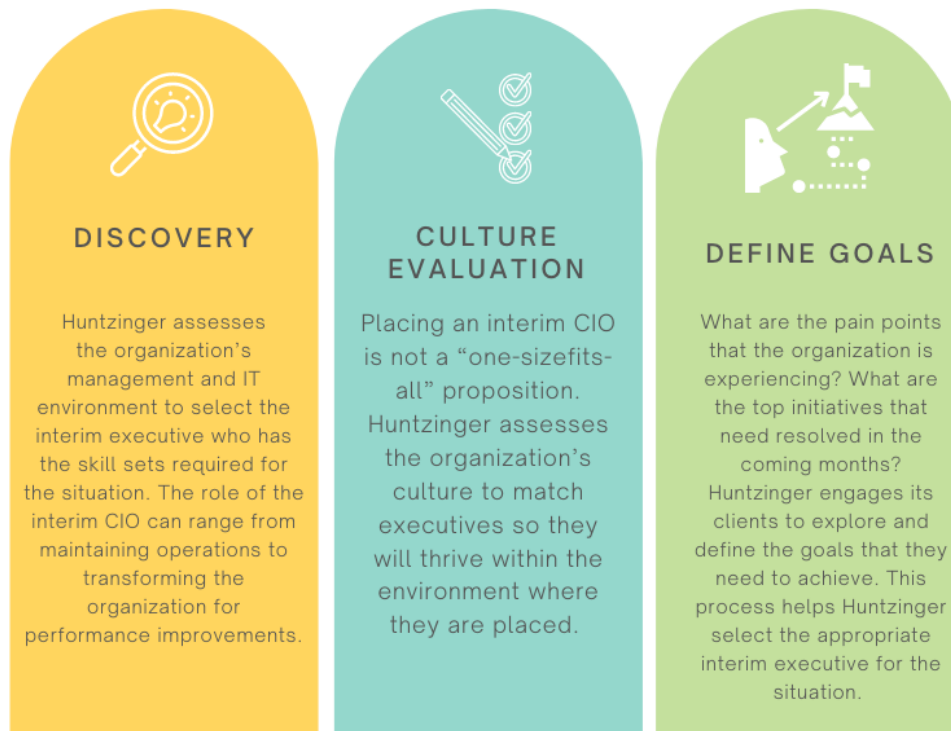 DISCOVERY
Huntzinger assesses
the organization's
management and IT
environment to select the
interim executive who has
the skill sets required for
the situation. The role of the
interim CIO can range from
maintaining operations to
transforming the
organization for
performance improvements.
CULTURE
EVALUATION
Placing an interim CIO
is not a “one-sizefits-
all” proposition.
Huntzinger assesses
the organization's
culture to match
executives so they
will thrive within the
environment where
they are placed.
DEFINE GOALS
What are the pain points
that the organization is
experiencing? What are
the top initiatives that
need resolved in the
coming months?
Huntzinger engages its
clients to explore and
define the goals that they
need to achieve. This
process helps Huntzinger
select the appropriate
interim executive for the
situation.